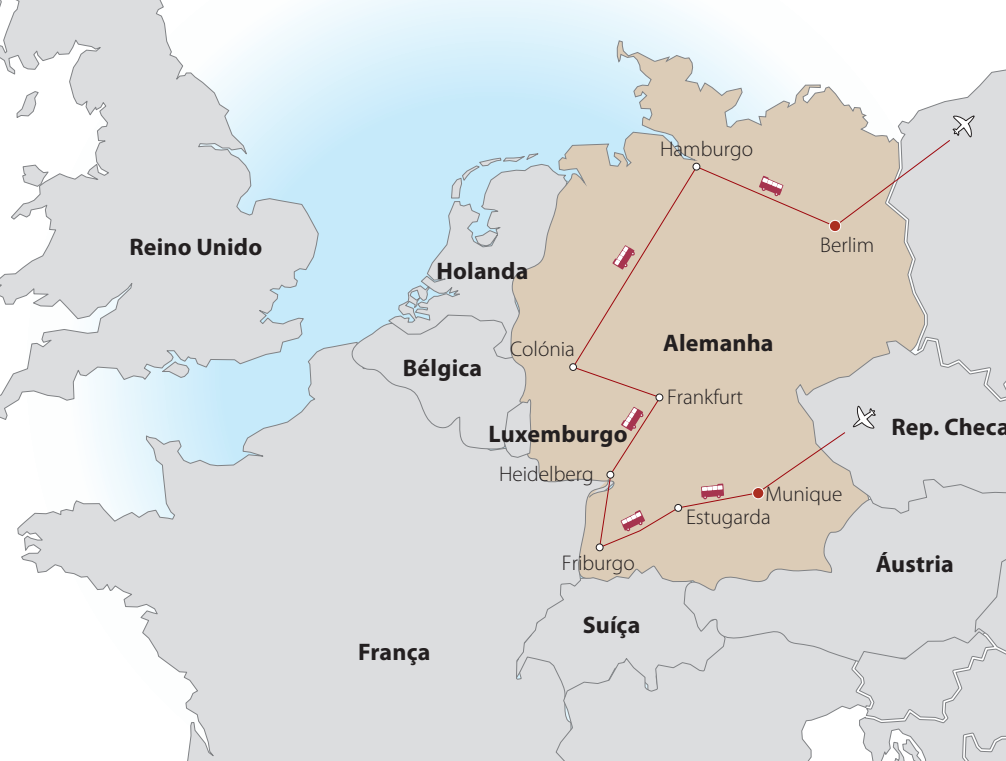 Hamburgo
Reino Unido
Berlim
Holanda
Colónia
Alemanha
Bélgica
Frankfurt
Luxemburgo
Rep. Checa
Heidelberg
Munique
Estugarda
Friburgo
Áustria
Suíça
França